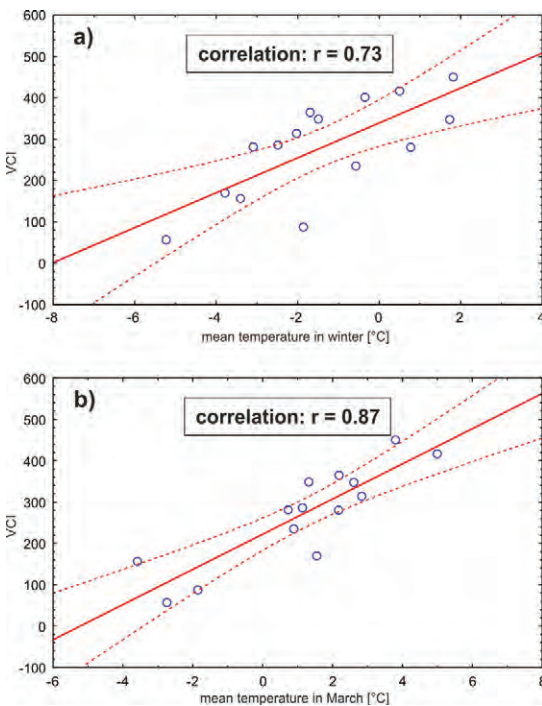 a)
correlation: r = 0.73
600
500
400
300
200
100
0
-100
VCI
-8 -6 -4 -2 0 2 4
mean temperature in winter [°C]
b)
correlation: r = 0.87
600
500
400
300
200
100
0
-100
VCI
-6 -4 -2 0 2 4 6 8
mean temperature in March [°C]